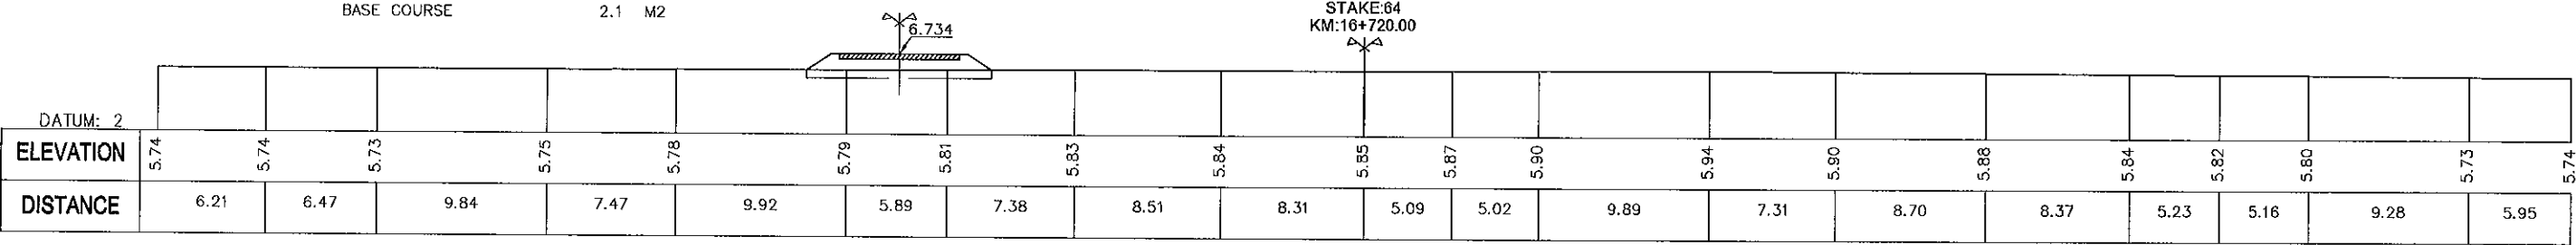 BASE COURSE 2.1 M2
STAKE:64
KM:16+720.00
6.734
DATUM: 2
ELEVATION 5.74 5.74 5.73 5.75 5.78 5.79 5.81 5.83 5.84 5.85 5.87 5.90 5.94 5.90 5.88 5.84 5.82 5.80 5.73 5.74
DISTANCE 6.21 6.47 9.84 7.47 9.92 5.89 7.38 8.51 8.31 5.09 5.02 9.89 7.31 8.70 8.37 5.23 5.16 9.28 5.95